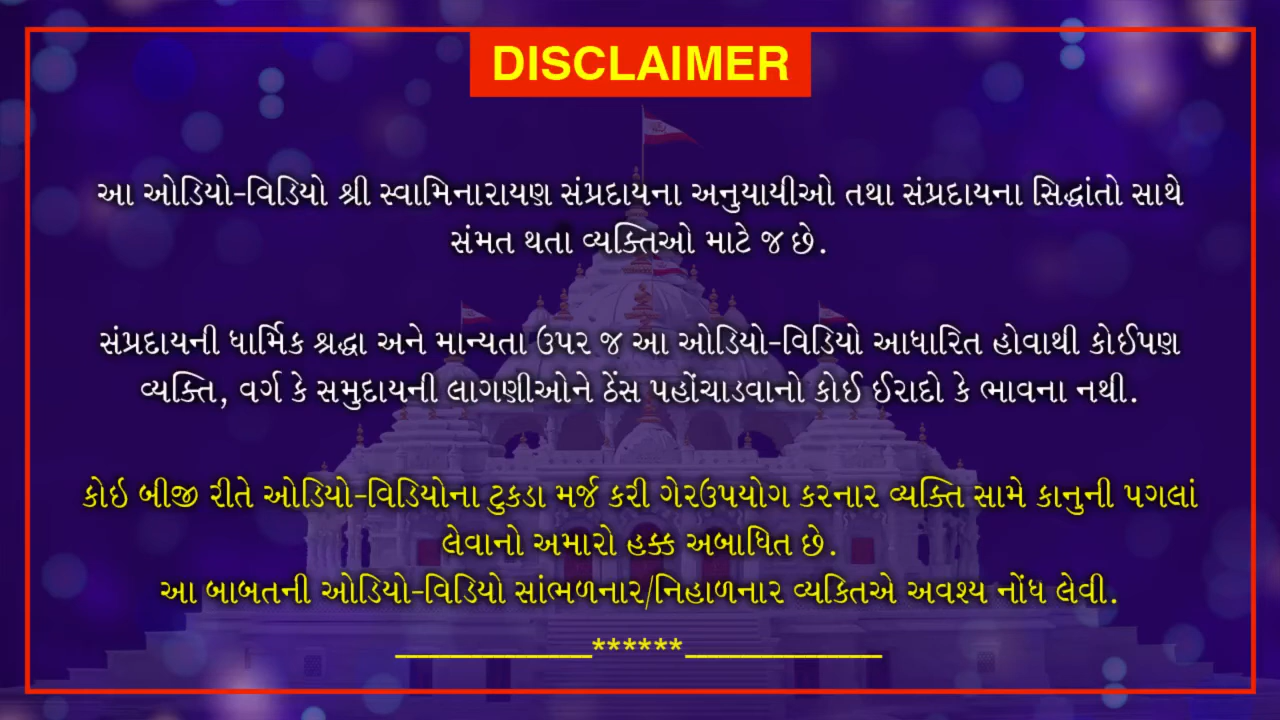 DISCLAIMER
આ ઓડિયો-વિડિયો શ્રી સ્વામિનારાયણ સંપ્રદાયના અનુયાયીઓ તથા સંપ્રદાયના સિદ્ધાંતો સાથે
સંમત થતા વ્યક્તિઓ માટે જ છે.
સંપ્રદાયની ધાર્મિક શ્રદ્ધા અને માન્યતા ઉપર જ આ ઓડિયો-વિડિયો આધારિત હોવાથી કોઈપણ
વ્યક્તિ, વર્ગ કે સમુદાયની લાગણીઓને ઠેંસ પહોંચાડવાનો કોઈ ઈરાદો કે ભાવના નથી.
કોઇ બીજી રીતે ઓડિયો-વિડિયોના ટુકડા મર્જ કરી ગેરઉપયોગ કરનાર વ્યક્તિ સામે કાનુની પગલાં
લેવાનો અમારો હક્ક અબાધિત છે.
આ બાબતની ઓડિયો-વિડિયો સાંભળનાર/નિહાળનાર વ્યકિતએ અવશ્ય નોંધ લેવી.
______________******______________